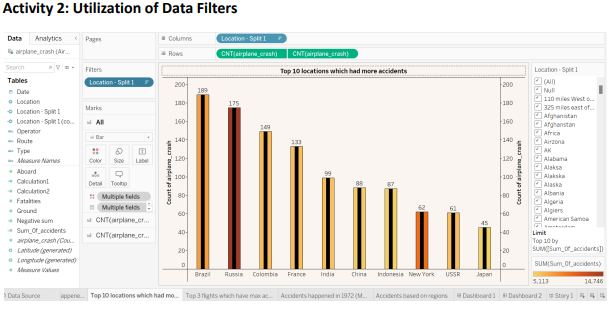 Activity 2: Utilization of Data Filters
Data Analytics
airplane_crash (Air...
Search
Tables
Date
Location
Location - Split 1
Location - Split 1 (co...
Operator
Route
Type
Measure Names
Aboard
Calculation1
Calculation2
Fatalities
Ground
Negative sum
Sum_0f_accidents
airplane_crash (Cou...
Latitude (generated)
Longitude (generated)
Measure Values
Pages
Filters
Location - Split 1
Marks
All
Bar
Color Size Label
Detail Tooltip
Multiple fields
Multiple fields
CNT(airplane_cr...
CNT(airplane_cr...
Columns Location - Split 1
Rows CNT(airplane_crash) CNT(airplane_crash)
Top 10 locations which had more accidents
Count of airplane_crash
200
180
160
140
120
100
80
60
40
20
0
189 175 149 133 99 88 87 62 61 45
Brazil Russia Colombia France India China Indonesia New York USSR Japan
200
180
160
140
120
100
80
60
40
20
0
Count of airplane_crash
Location - Split 1
(All)
Null
110 miles West o...
325 miles east of...
Afghanistan
Africa
Airzona
AK
Alabama
Alaksa
Alakska
Alaska
Albania
Algeria
Algiers
American Samoa
Amsterdam
Limit
Top 10 by
SUM([Sum_0f_accidents])
SUM(Sum_0f_accidents)
5,113 14,746
Data Source appene... Top 10 locations which had mo... Top 3 flights which have max ac... Accidents happened in 1972 (M... Accidents based on regions Dashboard 1 Dashboard 2 Story 1